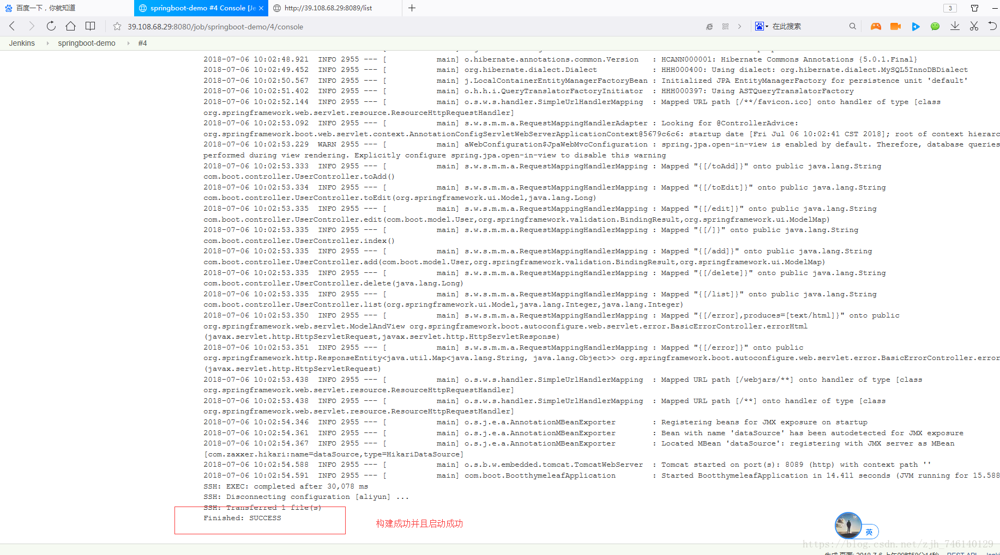 百度一下，你就知道
springboot-demo #4 Console [Je
http://39.108.68.29:8089/list
3
39.108.68.29:8080/job/springboot-demo/4/console
在此搜索
Jenkins
springboot-demo
#4
2018-07-06 10:02:48.921  INFO 2955 --- [           main] o.hibernate.annotations.common.Version   : HCANN000001: Hibernate Commons Annotations {5.0.1.Final}
2018-07-06 10:02:49.452  INFO 2955 --- [           main] org.hibernate.dialect.Dialect            : HHH000400: Using dialect: org.hibernate.dialect.MySQL5InnoDBDialect
2018-07-06 10:02:50.567  INFO 2955 --- [           main] j.LocalContainerEntityManagerFactoryBean : Initialized JPA EntityManagerFactory for persistence unit 'default'
2018-07-06 10:02:51.402  INFO 2955 --- [           main] o.h.h.i.QueryTranslatorFactoryInitiator  : HHH000397: Using ASTQueryTranslatorFactory
2018-07-06 10:02:52.144  INFO 2955 --- [           main] o.s.w.s.handler.SimpleUrlHandlerMapping  : Mapped URL path [/**/favicon.ico] onto handler of type [class
org.springframework.web.servlet.resource.ResourceHttpRequestHandler]
2018-07-06 10:02:53.092  INFO 2955 --- [           main] s.w.s.m.m.a.RequestMappingHandlerAdapter : Looking for @ControllerAdvice:
org.springframework.boot.web.servlet.context.AnnotationConfigServletWebServerApplicationContext@5679c6c6: startup date [Fri Jul 06 10:02:41 CST 2018]; root of context hierarc
2018-07-06 10:02:53.229  WARN 2955 --- [           main] aWebConfiguration$JpaWebMvcConfiguration : spring.jpa.open-in-view is enabled by default. Therefore, database queries
performed during view rendering. Explicitly configure spring.jpa.open-in-view to disable this warning
2018-07-06 10:02:53.333  INFO 2955 --- [           main] s.w.s.m.m.a.RequestMappingHandlerMapping : Mapped "{[/toAdd]}" onto public java.lang.String
com.boot.controller.UserController.toAdd()
2018-07-06 10:02:53.334  INFO 2955 --- [           main] s.w.s.m.m.a.RequestMappingHandlerMapping : Mapped "{[/toEdit]}" onto public java.lang.String
com.boot.controller.UserController.toEdit(org.springframework.ui.Model,java.lang.Long)
2018-07-06 10:02:53.335  INFO 2955 --- [           main] s.w.s.m.m.a.RequestMappingHandlerMapping : Mapped "{[/edit]}" onto public java.lang.String
com.boot.controller.UserController.edit(com.boot.model.User,org.springframework.validation.BindingResult,org.springframework.ui.ModelMap)
2018-07-06 10:02:53.335  INFO 2955 --- [           main] s.w.s.m.m.a.RequestMappingHandlerMapping : Mapped "{[/]}" onto public java.lang.String
com.boot.controller.UserController.index()
2018-07-06 10:02:53.335  INFO 2955 --- [           main] s.w.s.m.m.a.RequestMappingHandlerMapping : Mapped "{[/add]}" onto public java.lang.String
com.boot.controller.UserController.add(com.boot.model.User,org.springframework.validation.BindingResult,org.springframework.ui.ModelMap)
2018-07-06 10:02:53.335  INFO 2955 --- [           main] s.w.s.m.m.a.RequestMappingHandlerMapping : Mapped "{[/delete]}" onto public java.lang.String
com.boot.controller.UserController.delete(java.lang.Long)
2018-07-06 10:02:53.335  INFO 2955 --- [           main] s.w.s.m.m.a.RequestMappingHandlerMapping : Mapped "{[/list]}" onto public java.lang.String
com.boot.controller.UserController.list(org.springframework.ui.Model,java.lang.Integer,java.lang.Integer)
2018-07-06 10:02:53.350  INFO 2955 --- [           main] s.w.s.m.m.a.RequestMappingHandlerMapping : Mapped "{[/error],produces=[text/html]}" onto public
org.springframework.web.servlet.ModelAndView org.springframework.boot.autoconfigure.web.servlet.error.BasicErrorController.errorHtml
(javax.servlet.http.HttpServletRequest,javax.servlet.http.HttpServletResponse)
2018-07-06 10:02:53.351  INFO 2955 --- [           main] s.w.s.m.m.a.RequestMappingHandlerMapping : Mapped "{[/error]}" onto public
org.springframework.http.ResponseEntity<java.util.Map<java.lang.String, java.lang.Object>> org.springframework.boot.autoconfigure.web.servlet.error.BasicErrorController.error
(javax.servlet.http.HttpServletRequest)
2018-07-06 10:02:53.438  INFO 2955 --- [           main] o.s.w.s.handler.SimpleUrlHandlerMapping  : Mapped URL path [/webjars/**] onto handler of type [class
org.springframework.web.servlet.resource.ResourceHttpRequestHandler]
2018-07-06 10:02:53.438  INFO 2955 --- [           main] o.s.w.s.handler.SimpleUrlHandlerMapping  : Mapped URL path [/**] onto handler of type [class
org.springframework.web.servlet.resource.ResourceHttpRequestHandler]
2018-07-06 10:02:54.346  INFO 2955 --- [           main] o.s.j.e.a.AnnotationMBeanExporter        : Registering beans for JMX exposure on startup
2018-07-06 10:02:54.361  INFO 2955 --- [           main] o.s.j.e.a.AnnotationMBeanExporter        : Bean with name 'dataSource' has been autodetected for JMX exposure
2018-07-06 10:02:54.367  INFO 2955 --- [           main] o.s.j.e.a.AnnotationMBeanExporter        : Located MBean 'dataSource': registering with JMX server as MBean
[com.zaxxer.hikari:name=dataSource,type=HikariDataSource]
2018-07-06 10:02:54.588  INFO 2955 --- [           main] o.s.b.w.embedded.tomcat.TomcatWebServer  : Tomcat started on port(s): 8089 (http) with context path ''
2018-07-06 10:02:54.591  INFO 2955 --- [           main] com.boot.BootthymeleafApplication        : Started BootthymeleafApplication in 14.411 seconds (JVM running for 15.588
SSH: EXEC: completed after 30,078 ms
SSH: Disconnecting configuration [aliyun] ...
SSH: Transferred 1 file(s)
Finished: SUCCESS
构建成功并且启动成功
英
https://blog.csdn.net/zjh_746140129
生成 页面: 2018-7-6 上午09时58分14秒 REST API Jenki